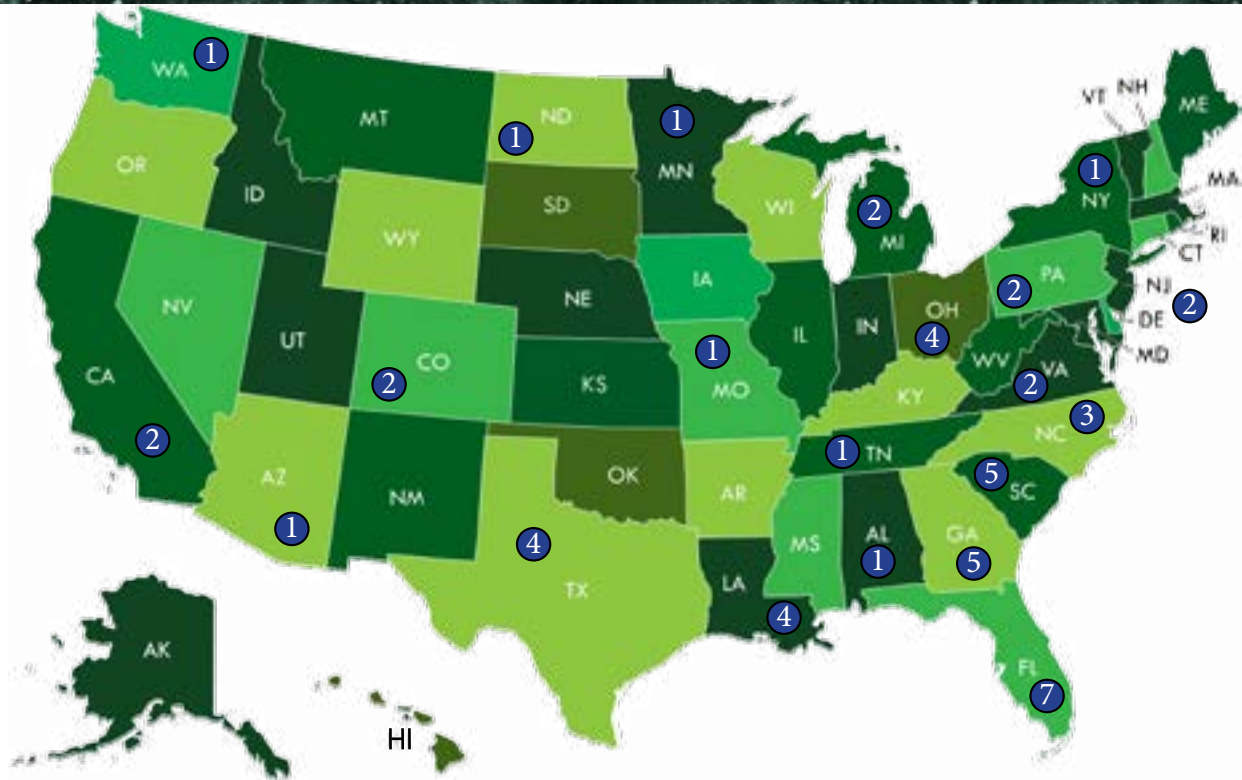 WA 1
MT
ND
1
1
MN
VT NH
ME
OR
ID
SD
WI
2
MI
1
NY
MA
RI
CT
WY
IA
NE
PA
2
NJ
2
DE
MD
NV
UT
CO
2
CA
2
KS
1
MO
IL
IN
OH
4
WV
VA
2
KY
3
NC
1 TN
5
SC
AZ
1
NM
OK
AR
4
TX
MS
AL
1
GA
5
LA
4
FL
7
AK
HI